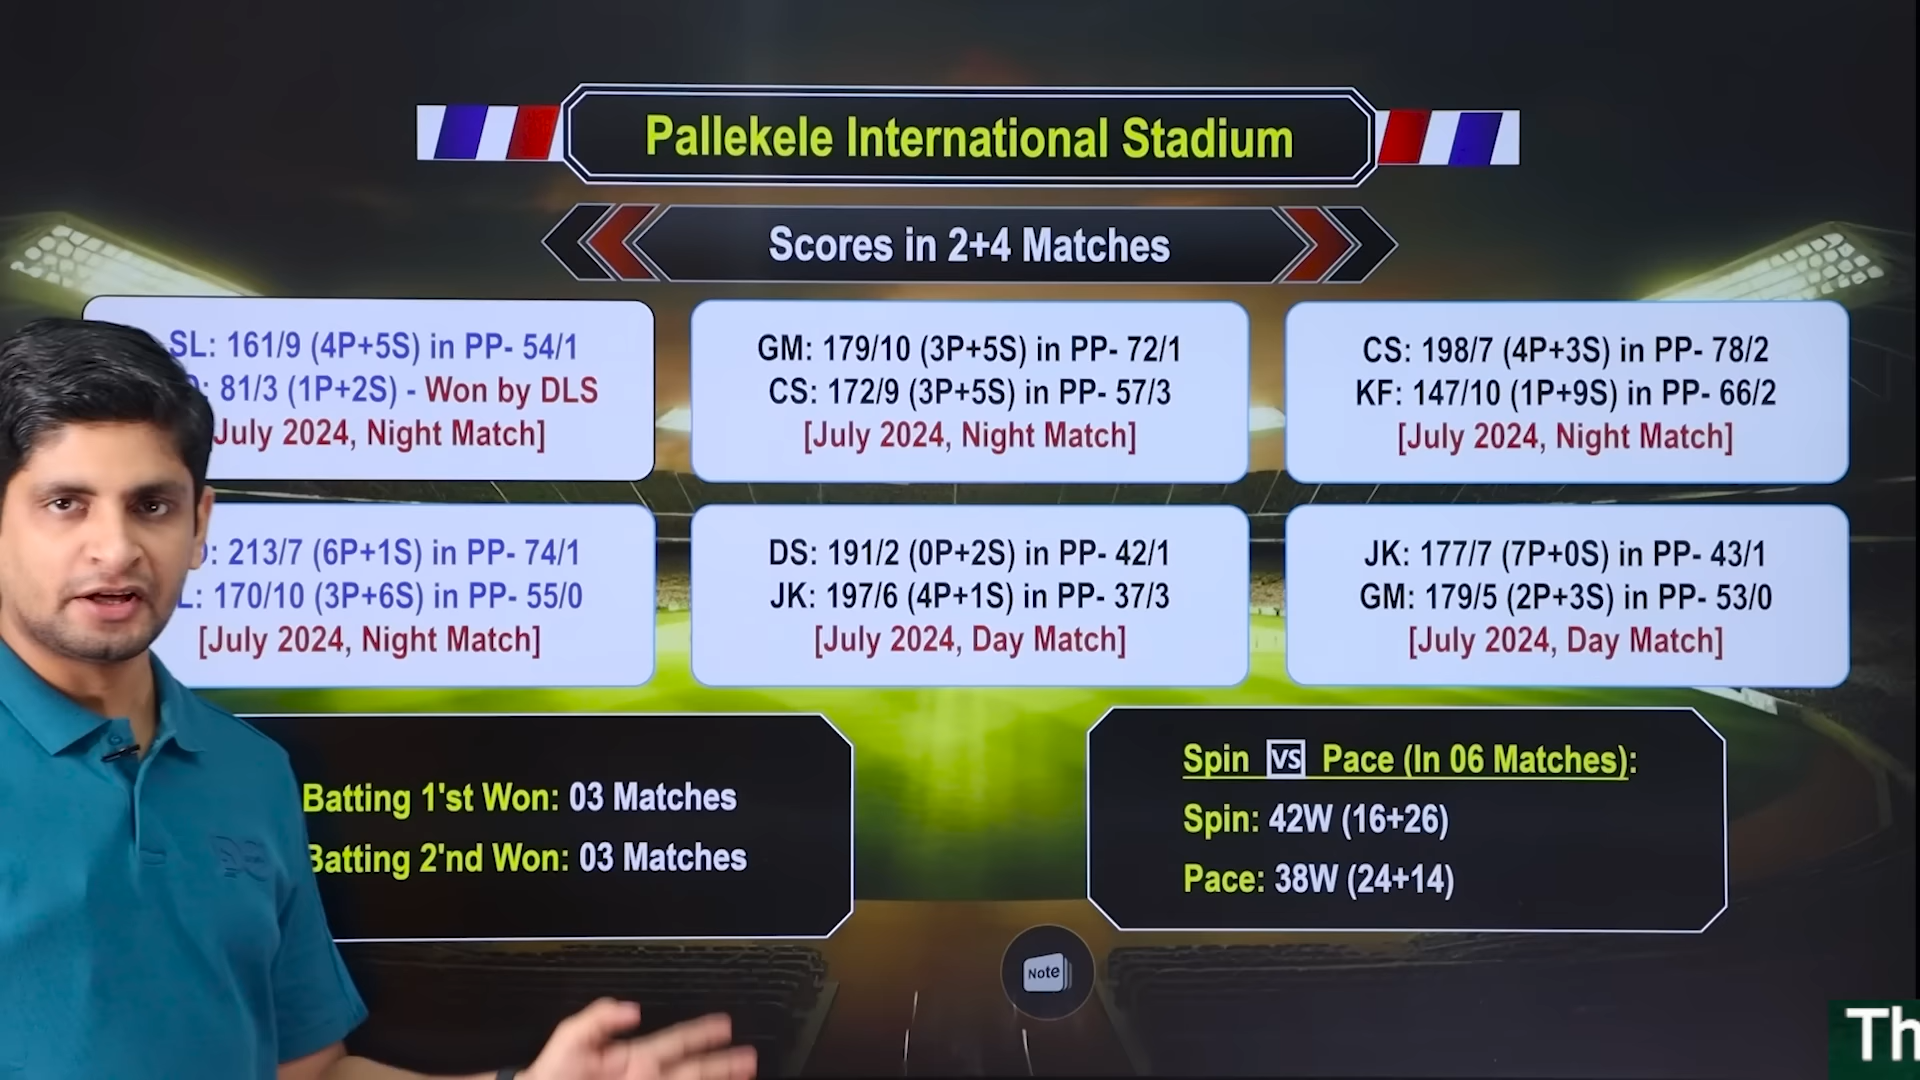 Pallekele International Stadium
Scores in 2+4 Matches
SL: 161/9 (4P+5S) in PP- 54/1
: 81/3 (1P+2S) - Won by DLS
July 2024, Night Match]
GM: 179/10 (3P+5S) in PP- 72/1
CS: 172/9 (3P+5S) in PP- 57/3
[July 2024, Night Match]
CS: 198/7 (4P+3S) in PP- 78/2
KF: 147/10 (1P+9S) in PP- 66/2
[July 2024, Night Match]
: 213/7 (6P+1S) in PP- 74/1
L: 170/10 (3P+6S) in PP- 55/0
[July 2024, Night Match]
DS: 191/2 (0P+2S) in PP- 42/1
JK: 197/6 (4P+1S) in PP- 37/3
[July 2024, Day Match]
JK: 177/7 (7P+0S) in PP- 43/1
GM: 179/5 (2P+3S) in PP- 53/0
[July 2024, Day Match]
Batting 1'st Won: 03 Matches
Batting 2'nd Won: 03 Matches
Spin VS Pace (In 06 Matches):
Spin: 42W (16+26)
Pace: 38W (24+14)
Note
Th